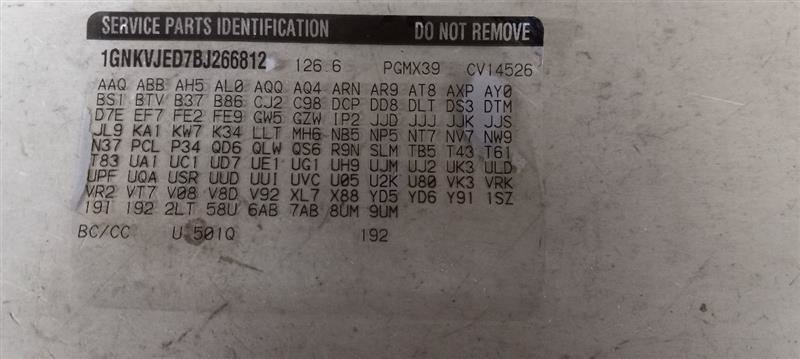 SERVICE PARTS IDENTIFICATION DO NOT REMOVE
1GNKVJED7BJ266812 126.6 PGMX39 CV14526
AAQ ABB AH5 AL0 AQQ AQ4 ARN AR9 AT8 AXP AY0
BS1 BTV B37 B86 CJ2 C98 DCP DD8 DLT DS3 DTM
D7E EF7 FE2 FE9 GW5 GZW IP2 JJD JJJ JJK JJS
JL9 KA1 KW7 K34 LLT MH6 NB5 NP5 NT7 NV7 NW9
N37 PCL P34 QD6 QLW QS6 R9N SLM TB5 T43 T61
T83 UA1 UC1 UD7 UE1 UG1 UH9 UJM UJ2 UK3 ULD
UPF UQA USR UUD UUI UVC U05 U2K U80 VK3 VRK
VR2 VT7 V08 V8D V92 XL7 X88 YD5 YD6 Y91 1SZ
19I 192 2LT 58U 6AB 7AB 8UM 9UM
BC/CC U 501Q 192